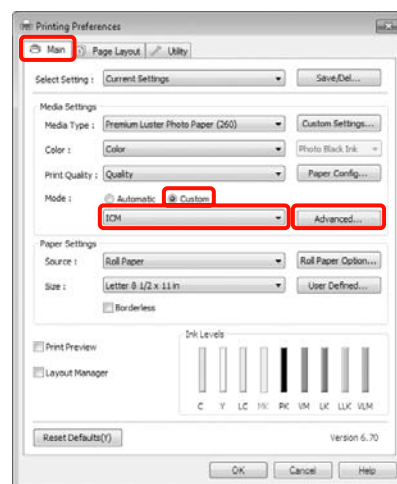 Printing Preferences
Main Page Layout Utility
Select Setting : Current Settings Save/Del...
Media Settings
Media Type : Premium Luster Photo Paper (260) Custom Settings...
Color : Color Photo Black Ink
Print Quality : Quality Paper Config...
Mode : Automatic Custom
ICM Advanced...
Paper Settings
Source : Roll Paper Roll Paper Option...
Size : Letter 8 1/2 x 11 in User Defined...
Borderless
Ink Levels
Print Preview
Layout Manager
C Y LC MK PK VM LK LLK VLM
Reset Defaults(Y) Version 6.70
OK Cancel Help